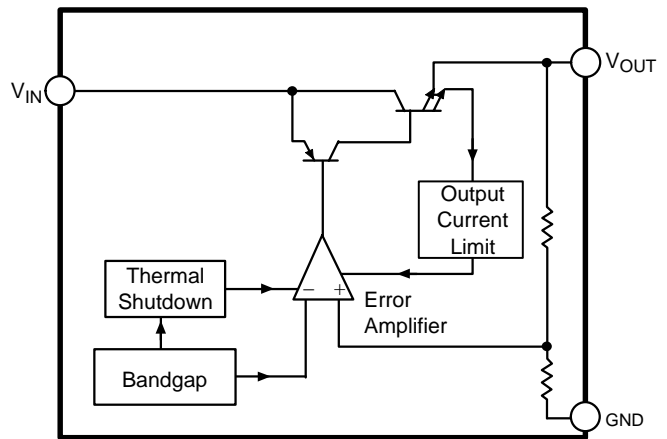 VIN
VOUT
Output
Current
Limit
Thermal
Shutdown
− +
Error
Amplifier
Bandgap
GND